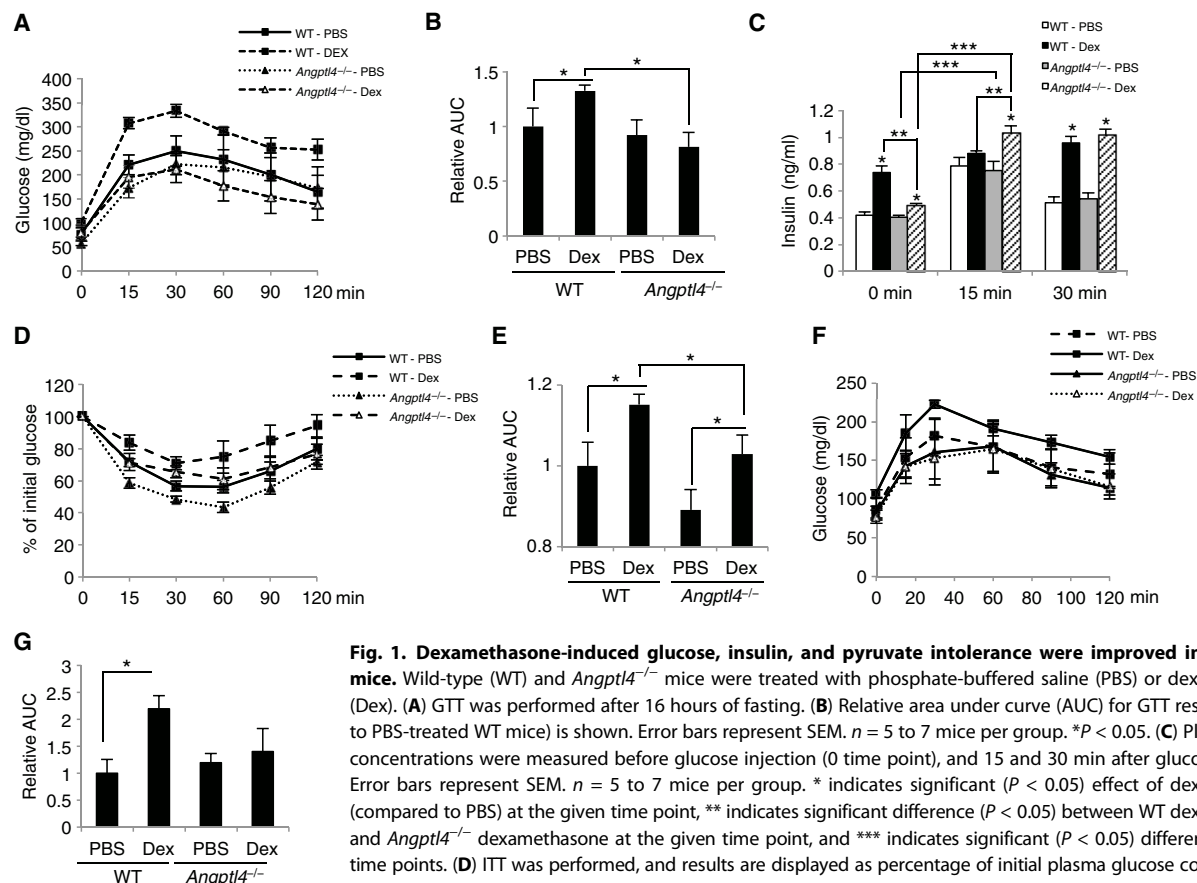 A
WT - PBS
WT - DEX
Angptl4–/– - PBS
Angptl4–/– - Dex
Glucose (mg/dl)
400
350
300
250
200
150
100
50
0
0 15 30 60 90 120 min
B
* *
Relative AUC
1.5
1
0.5
0
PBS Dex PBS Dex
WT Angptl4–/–
C
WT - PBS
WT - Dex
Angptl4–/– - PBS
Angptl4–/– - Dex
***
***
**
**
* * * * *
Insulin (ng/ml)
1.2
1
0.8
0.6
0.4
0.2
0
0 min 15 min 30 min
D
WT - PBS
WT - Dex
Angptl4–/– - PBS
Angptl4–/– - Dex
% of initial glucose
120
100
80
60
40
20
0
0 15 30 60 90 120 min
E
*
*
*
Relative AUC
1.2
1
0.8
PBS Dex PBS Dex
WT Angptl4–/–
F
WT- PBS
WT- Dex
Angptl4–/– - PBS
Angptl4–/– - Dex
Glucose (mg/dl)
250
200
150
100
50
0
0 20 40 60 80 100 120 min
G
*
Relative AUC
3
2.5
2
1.5
1
0.5
0
PBS Dex PBS Dex
WT Angptl4–/–
Fig. 1. Dexamethasone-induced glucose, insulin, and pyruvate intolerance were improved in
mice. Wild-type (WT) and Angptl4−/− mice were treated with phosphate-buffered saline (PBS) or dex
(Dex). (A) GTT was performed after 16 hours of fasting. (B) Relative area under curve (AUC) for GTT res
to PBS-treated WT mice) is shown. Error bars represent SEM. n = 5 to 7 mice per group. *P < 0.05. (C) Pl
concentrations were measured before glucose injection (0 time point), and 15 and 30 min after gluco
Error bars represent SEM. n = 5 to 7 mice per group. * indicates significant (P < 0.05) effect of dex
(compared to PBS) at the given time point, ** indicates significant difference (P < 0.05) between WT dex
and Angptl4−/− dexamethasone at the given time point, and *** indicates significant (P < 0.05) differen
time points. (D) ITT was performed, and results are displayed as percentage of initial plasma glucose co